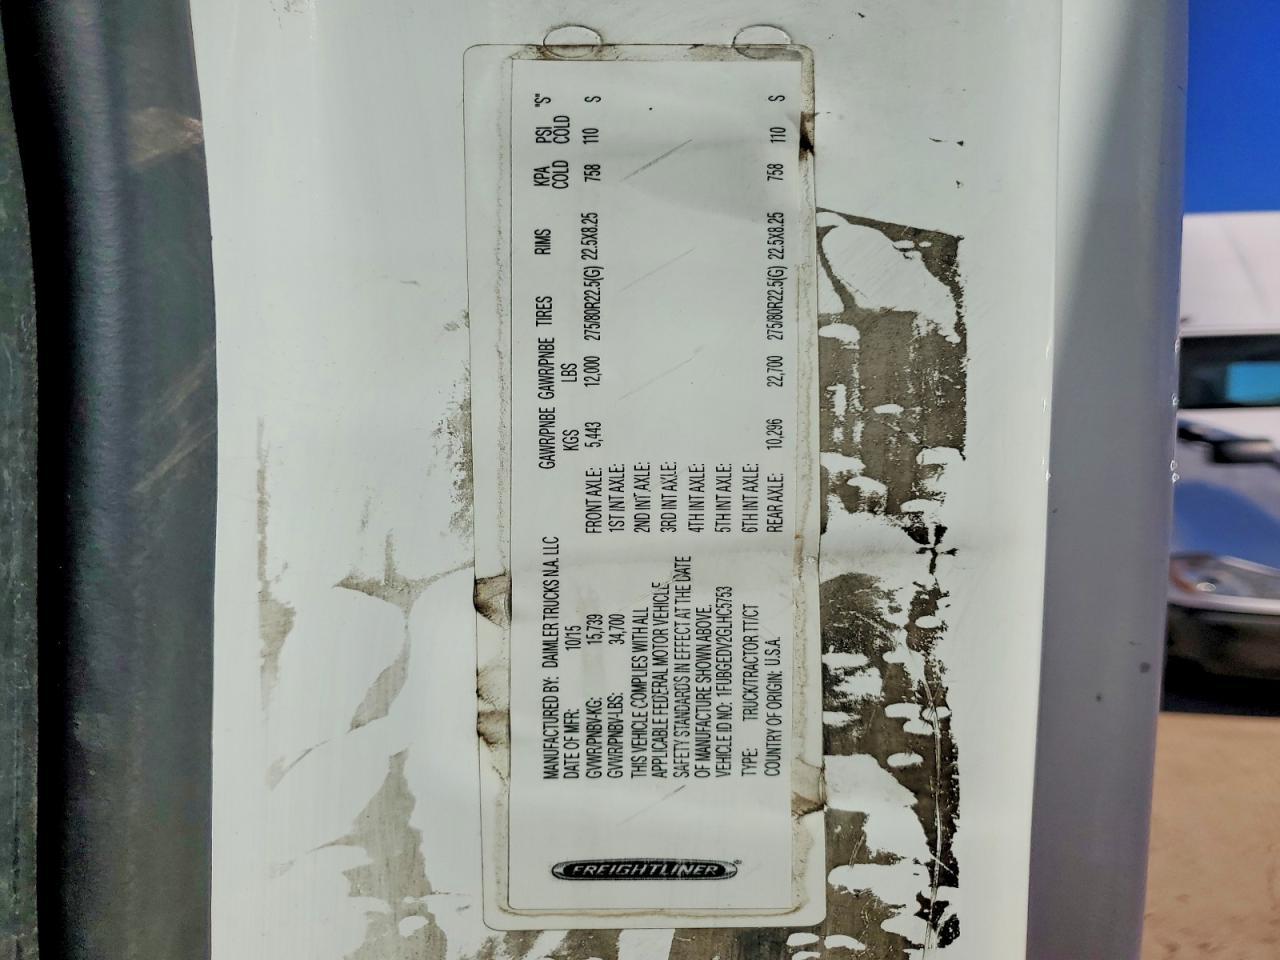 FREIGHTLINER®
MANUFACTURED BY: DAIMLER TRUCKS N.A. LLC
DATE OF MFR: 10/15
GVWR/PNBV-KG: 15,739
GVWR/PNBV-LBS: 34,700
THIS VEHICLE COMPLIES WITH ALL
APPLICABLE FEDERAL MOTOR VEHICLE
SAFETY STANDARDS IN EFFECT AT THE DATE
OF MANUFACTURE SHOWN ABOVE.
VEHICLE ID NO: 1FUBGEDV2GLHC5753
TYPE: TRUCK/TRACTOR TT/CT
COUNTRY OF ORIGIN: U.S.A.
GAWR/PNBE GAWR/PNBE TIRES RIMS KPA PSI "S"
KGS LBS COLD COLD
FRONT AXLE: 5,443 12,000 275/80R22.5(G) 22.5X8.25 758 110 S
1ST INT AXLE:
2ND INT AXLE:
3RD INT AXLE:
4TH INT AXLE:
5TH INT AXLE:
6TH INT AXLE:
REAR AXLE: 10,296 22,700 275/80R22.5(G) 22.5X8.25 758 110 S